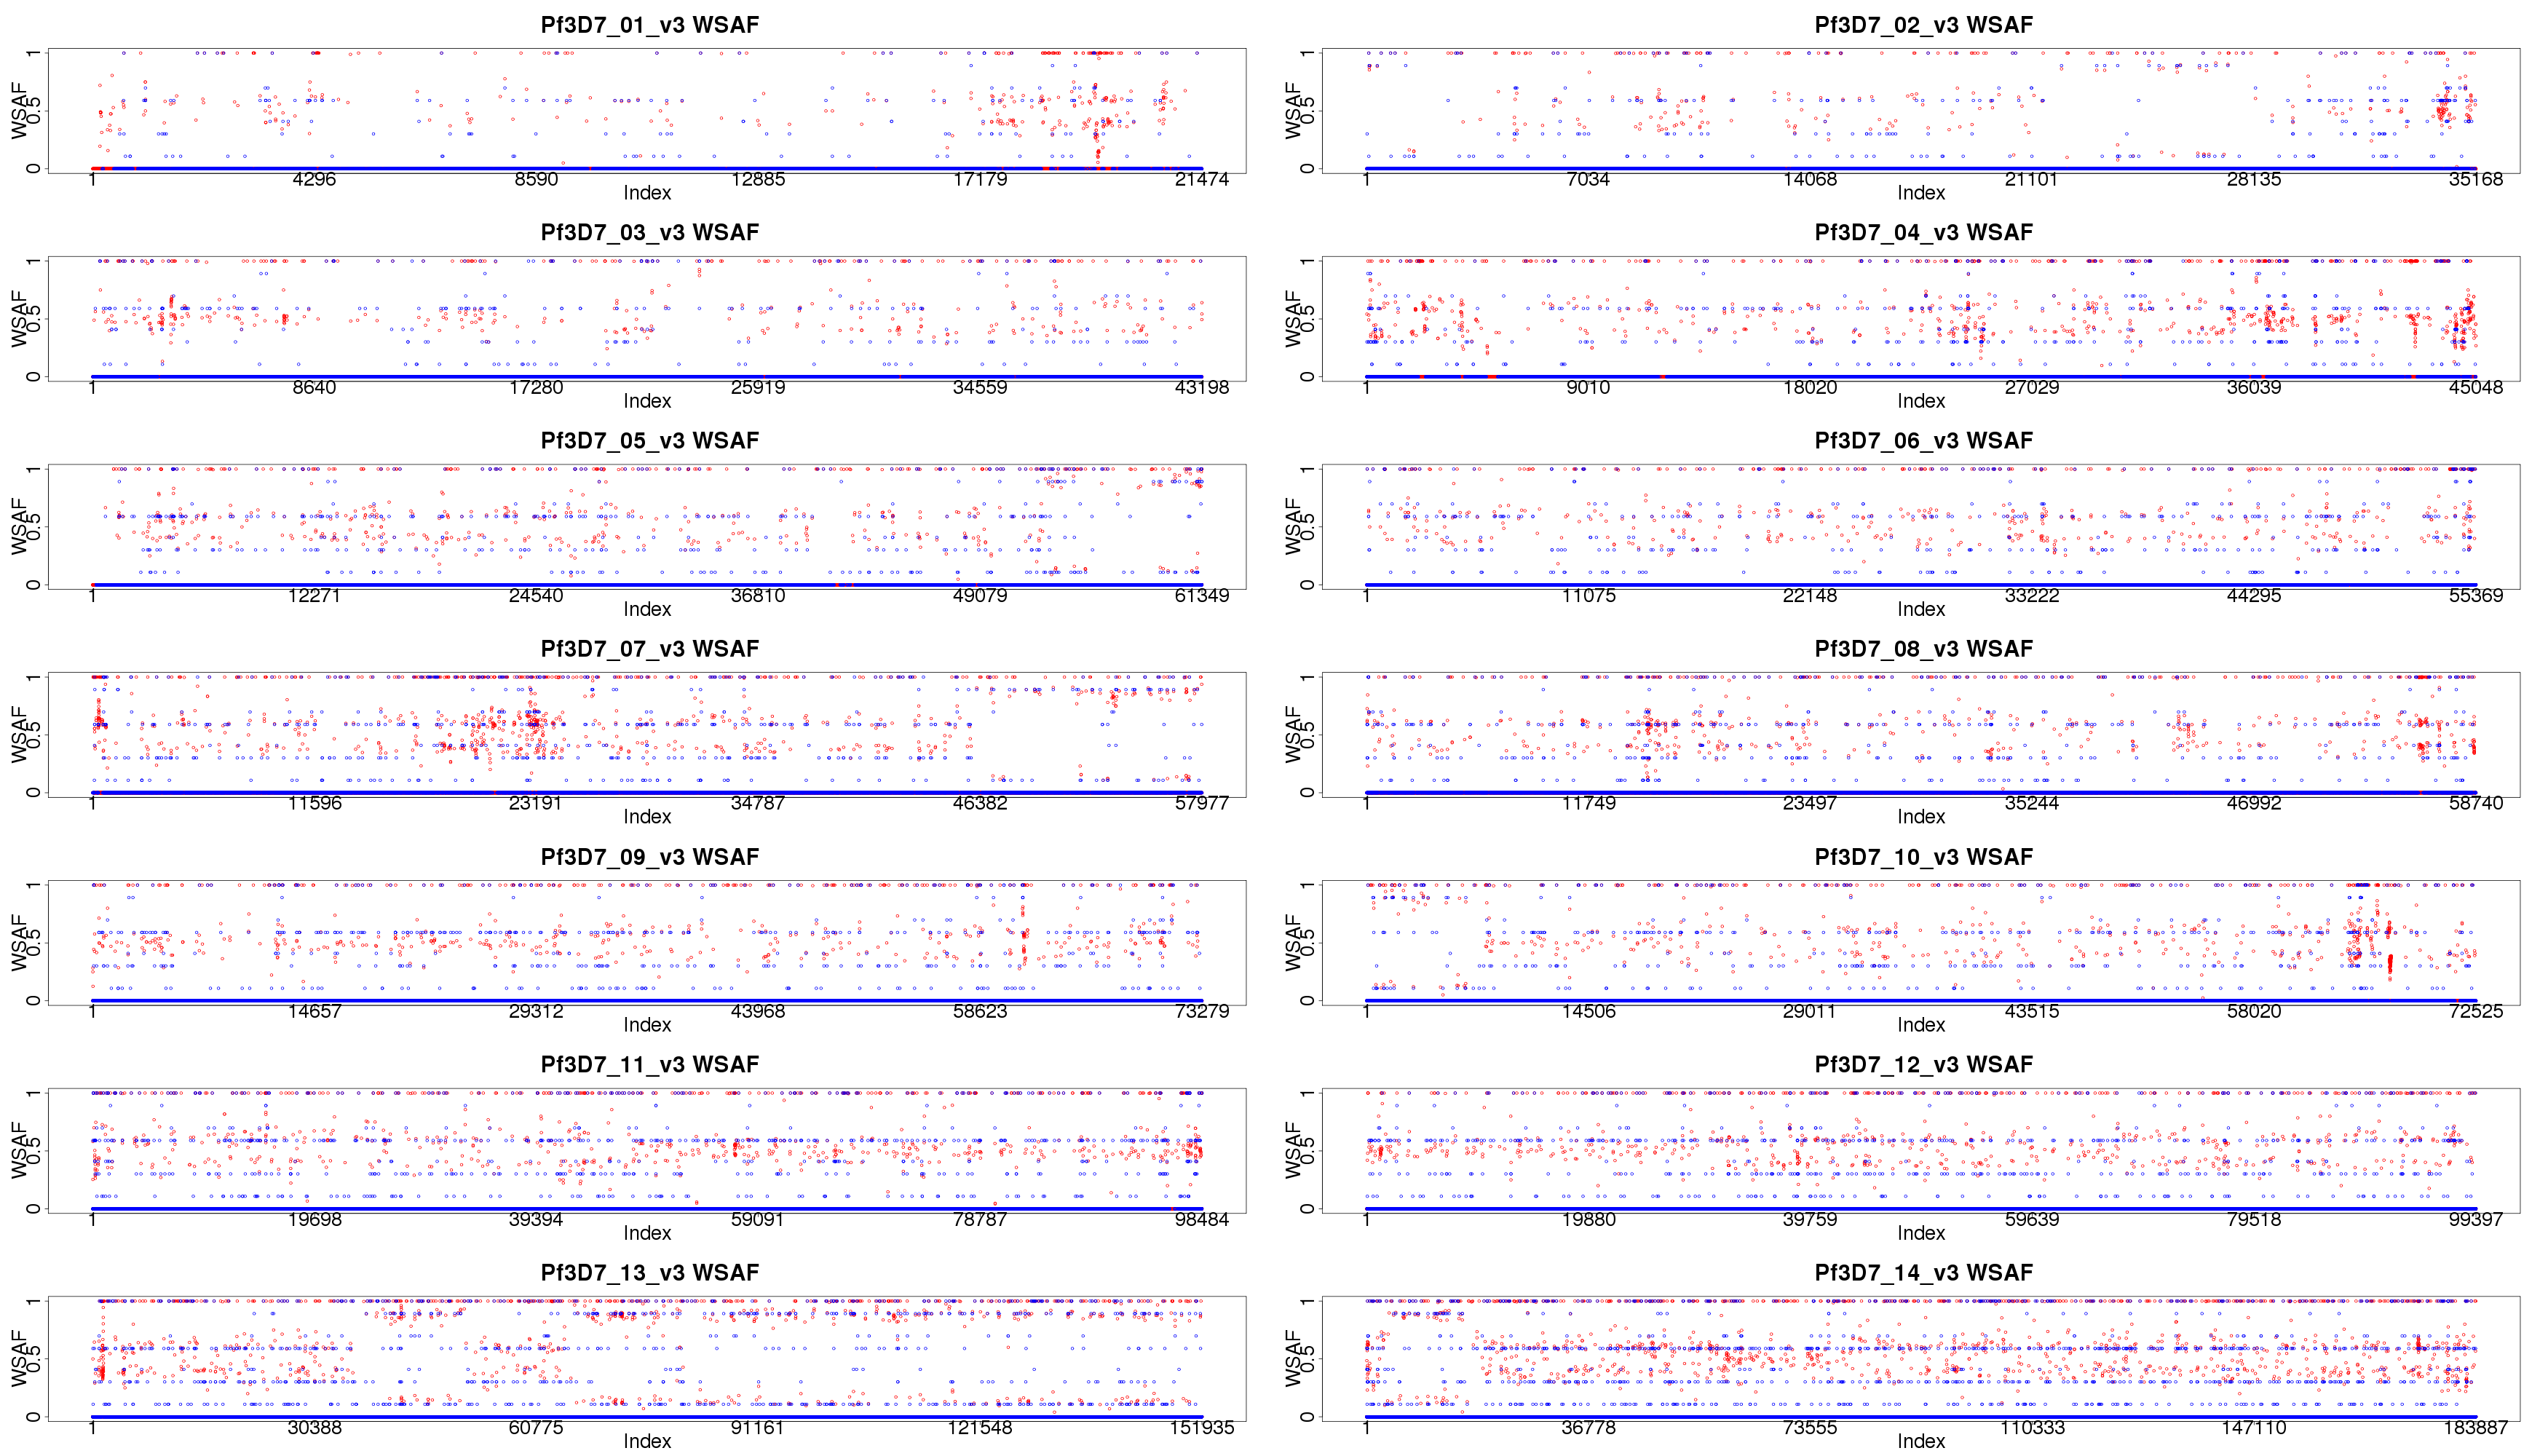 Pf3D7_01_v3 WSAF
WSAF
0 0.5 1
1 4296 8590 12885 17179 21474
Index
Pf3D7_02_v3 WSAF
WSAF
0 0.5 1
1 7034 14068 21101 28135 35168
Index
Pf3D7_03_v3 WSAF
WSAF
0 0.5 1
1 8640 17280 25919 34559 43198
Index
Pf3D7_04_v3 WSAF
WSAF
0 0.5 1
1 9010 18020 27029 36039 45048
Index
Pf3D7_05_v3 WSAF
WSAF
0 0.5 1
1 12271 24540 36810 49079 61349
Index
Pf3D7_06_v3 WSAF
WSAF
0 0.5 1
1 11075 22148 33222 44295 55369
Index
Pf3D7_07_v3 WSAF
WSAF
0 0.5 1
1 11596 23191 34787 46382 57977
Index
Pf3D7_08_v3 WSAF
WSAF
0 0.5 1
1 11749 23497 35244 46992 58740
Index
Pf3D7_09_v3 WSAF
WSAF
0 0.5 1
1 14657 29312 43968 58623 73279
Index
Pf3D7_10_v3 WSAF
WSAF
0 0.5 1
1 14506 29011 43515 58020 72525
Index
Pf3D7_11_v3 WSAF
WSAF
0 0.5 1
1 19698 39394 59091 78787 98484
Index
Pf3D7_12_v3 WSAF
WSAF
0 0.5 1
1 19880 39759 59639 79518 99397
Index
Pf3D7_13_v3 WSAF
WSAF
0 0.5 1
1 30388 60775 91161 121548 151935
Index
Pf3D7_14_v3 WSAF
WSAF
0 0.5 1
1 36778 73555 110333 147110 183887
Index